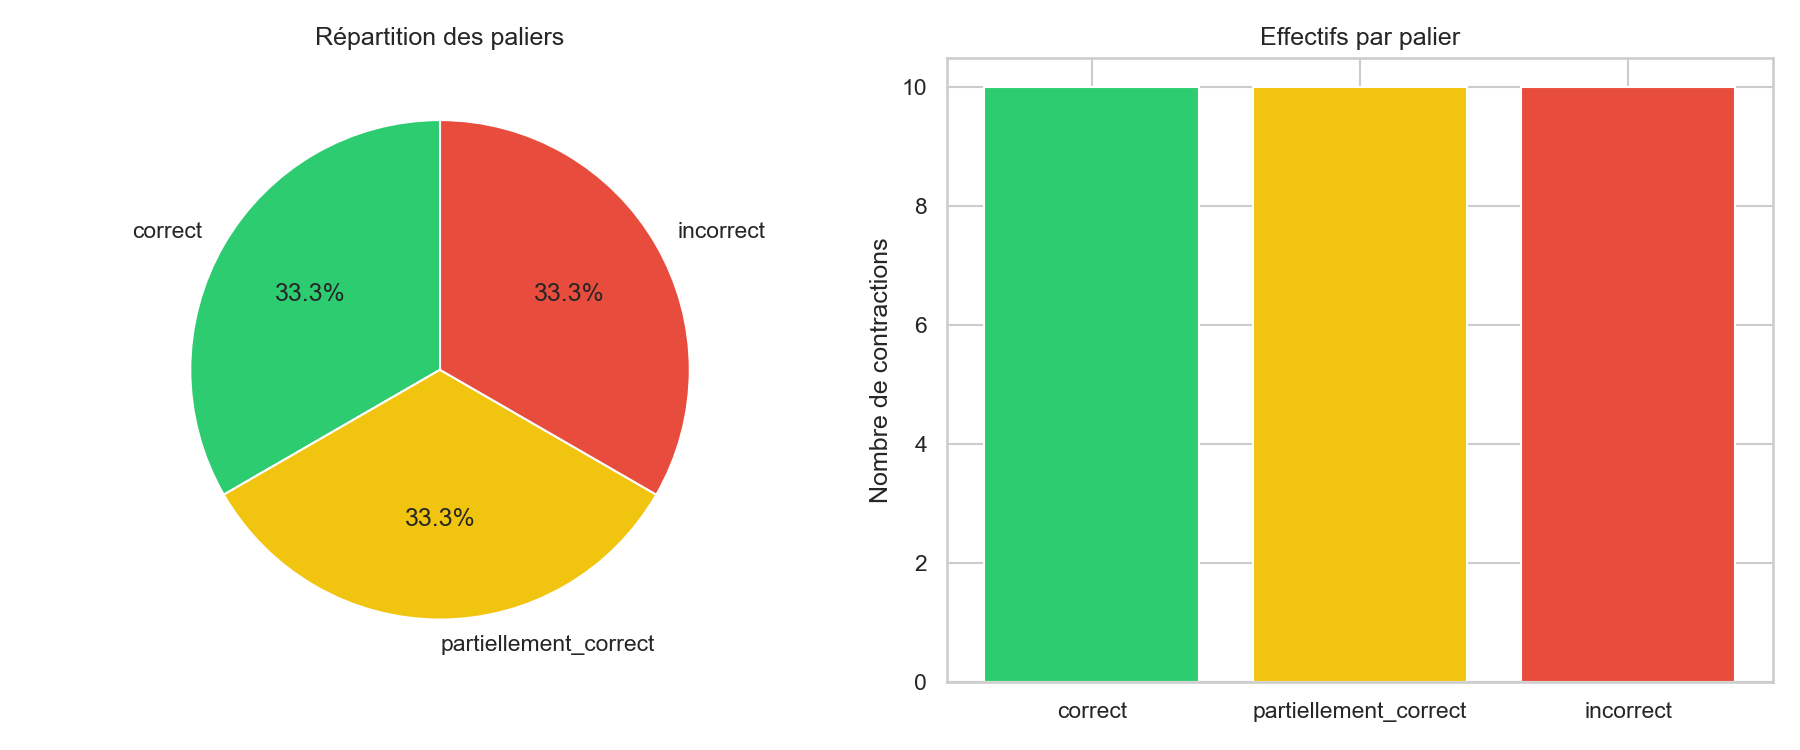 Répartition des paliers
correct
incorrect
33.3%
33.3%
33.3%
partiellement_correct
Effectifs par palier
Nombre de contractions
10
8
6
4
2
0
correct
partiellement_correct
incorrect